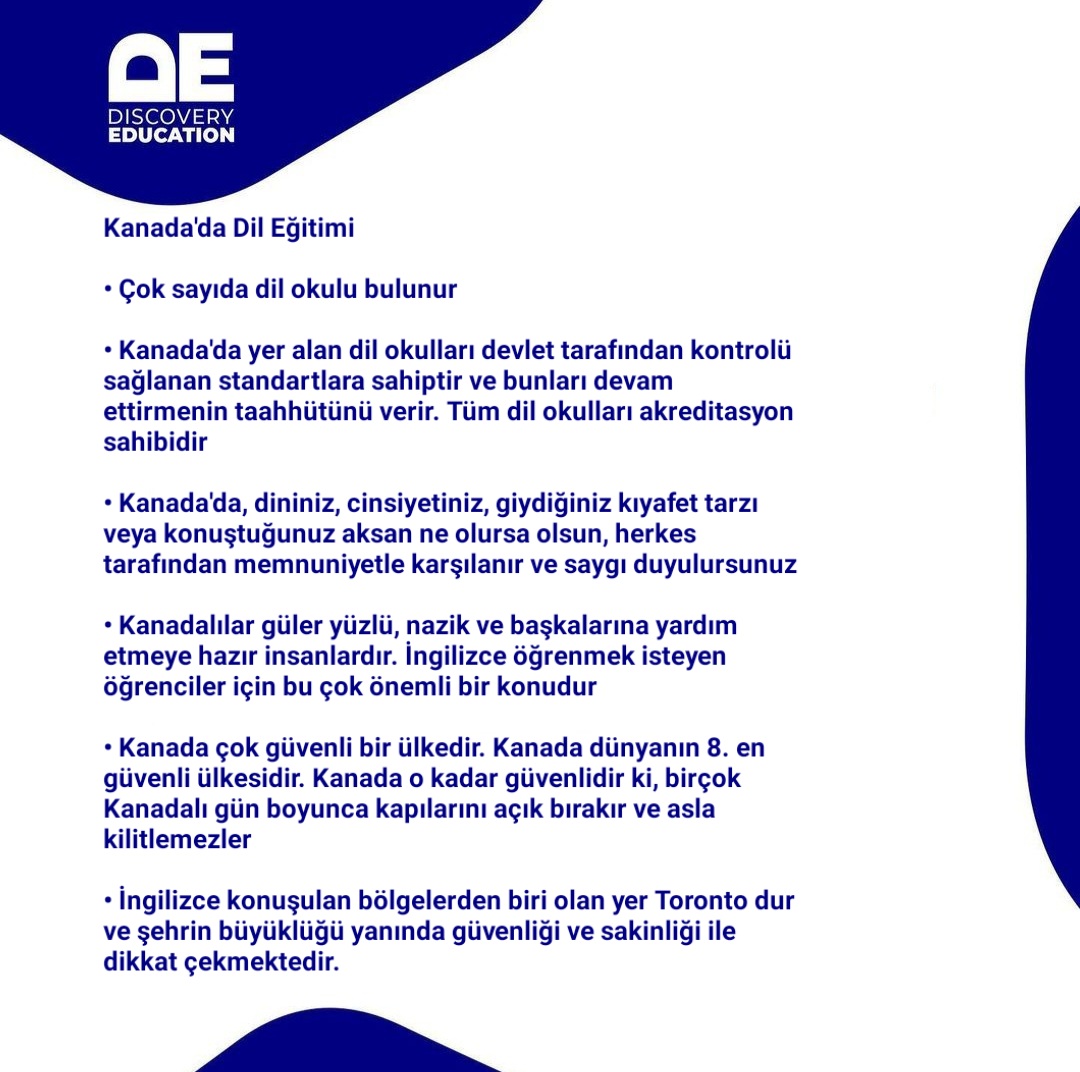 DE
DISCOVERY
EDUCATION
Kanada'da Dil Eğitimi
• Çok sayıda dil okulu bulunur
• Kanada'da yer alan dil okulları devlet tarafından kontrolü
sağlanan standartlara sahiptir ve bunları devam
ettirmenin taahhütünü verir. Tüm dil okulları akreditasyon
sahibidir
• Kanada'da, dininiz, cinsiyetiniz, giydiğiniz kıyafet tarzı
veya konuştuğunuz aksan ne olursa olsun, herkes
tarafından memnuniyetle karşılanır ve saygı duyulursunuz
• Kanadalılar güler yüzlü, nazik ve başkalarına yardım
etmeye hazır insanlardır. İngilizce öğrenmek isteyen
öğrenciler için bu çok önemli bir konudur
• Kanada çok güvenli bir ülkedir. Kanada dünyanın 8. en
güvenli ülkesidir. Kanada o kadar güvenlidir ki, birçok
Kanadalı gün boyunca kapılarını açık bırakır ve asla
kilitlemezler
• İngilizce konuşulan bölgelerden biri olan yer Toronto dur
ve şehrin büyüklüğü yanında güvenliği ve sakinliği ile
dikkat çekmektedir.